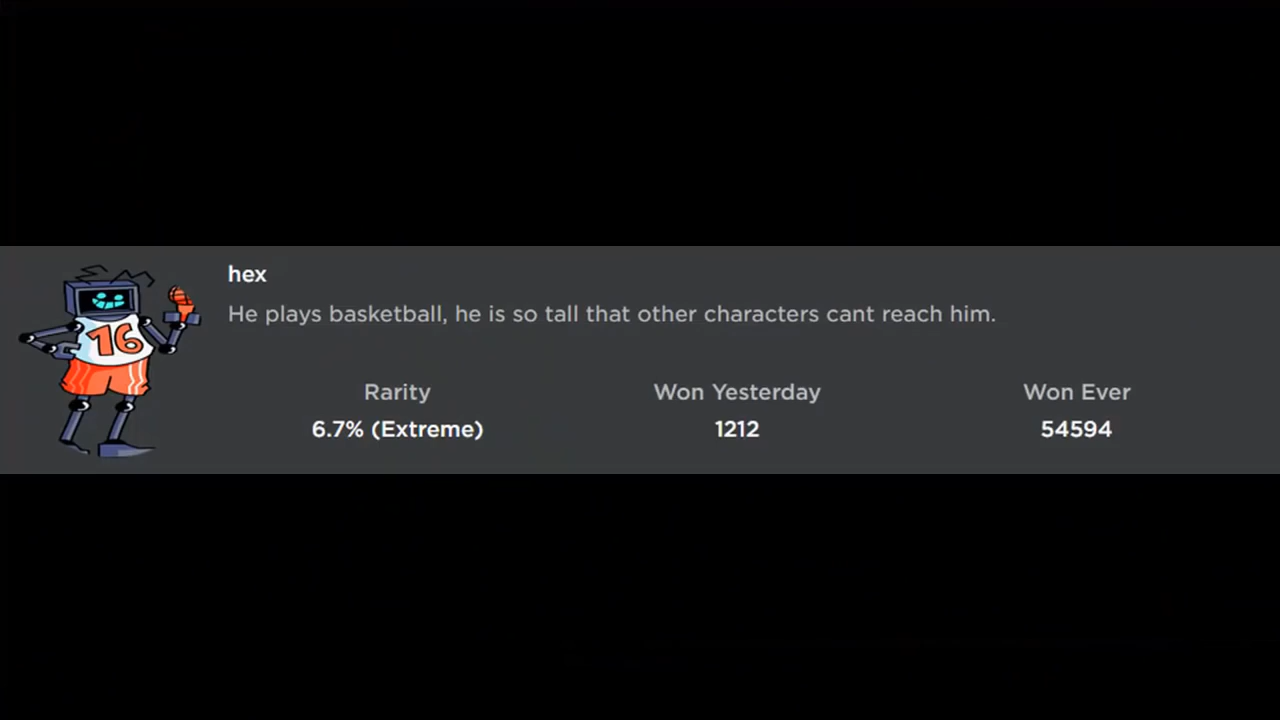 hex
He plays basketball, he is so tall that other characters cant reach him.
16
Rarity Won Yesterday Won Ever
6.7% (Extreme) 1212 54594